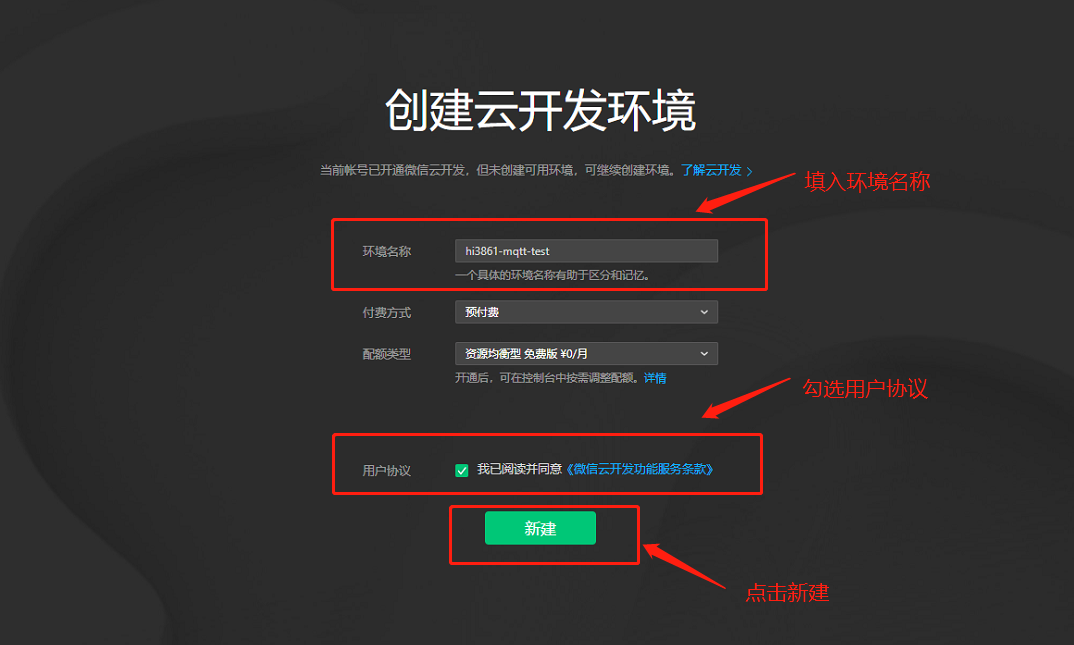 创建云开发环境
当前帐号已开通微信云开发，但未创建可用环境，可继续创建环境。了解云开发 >
填入环境名称
环境名称 hi3861-mqtt-test
一个具体的环境名称有助于区分和记忆。
付费方式 预付费
配额类型 资源均衡型 免费版 ¥0/月
开通后，可在控制台中按需调整配额。详情
勾选用户协议
用户协议 我已阅读并同意《微信云开发功能服务条款》
新建
点击新建